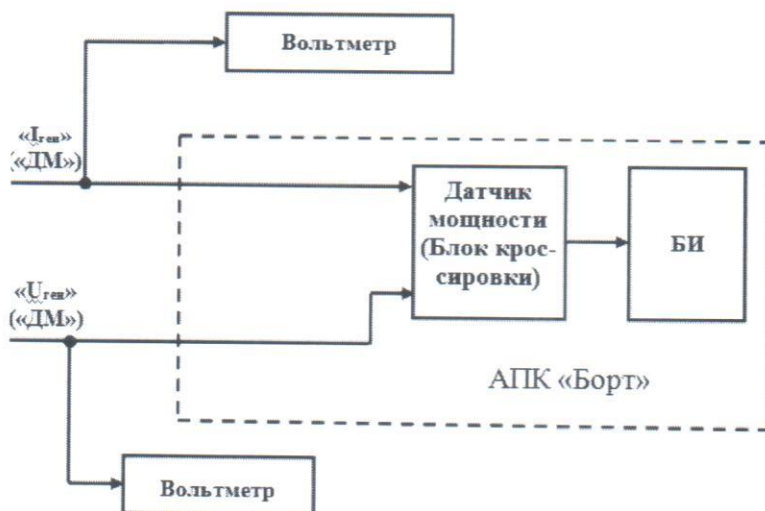 Вольтметр
«Iген»
(«ДМ»)
Датчик
мощности
(Блок крос-
сировки)
БИ
«Uген»
(«ДМ»)
АПК «Борт»
Вольтметр